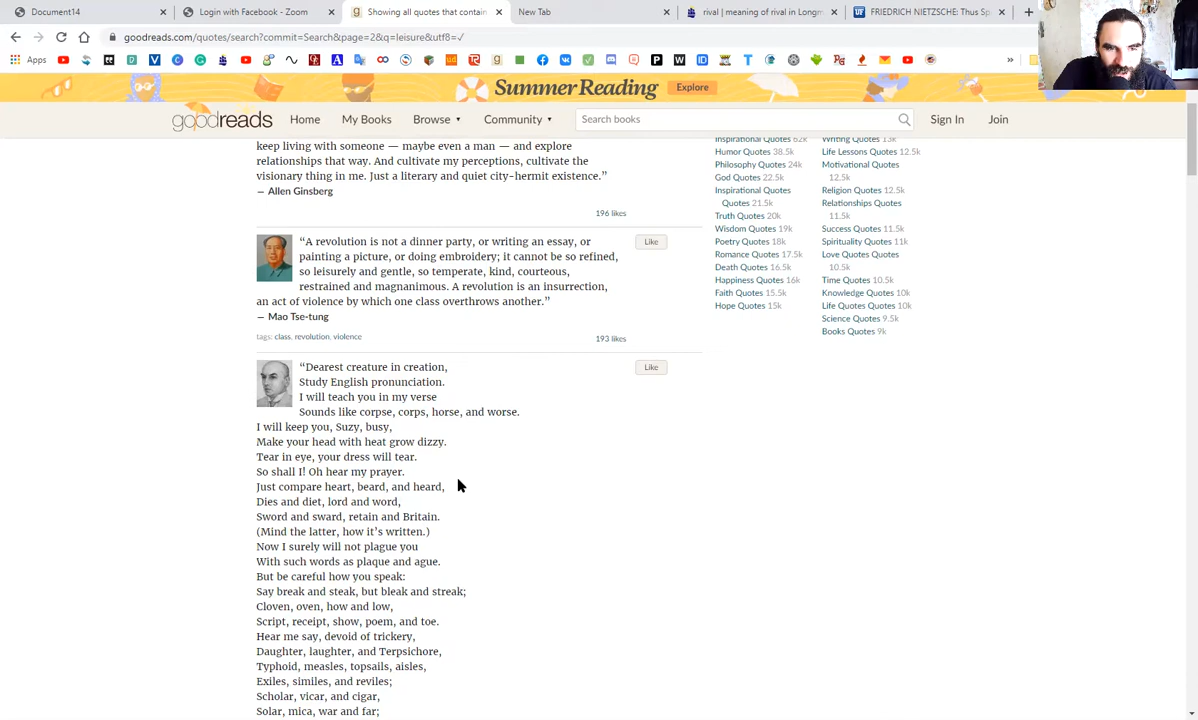 Document14
Login with Facebook - Zoom
Showing all quotes that contain
New Tab
rival | meaning of rival in Longm
FRIEDRICH NIETZSCHE: Thus Sp
goodreads.com/quotes/search?commit=Search&page=2&q=leisure&utf8=✓
Apps
Summer Reading
Explore
goodreads
Home
My Books
Browse ▾
Community ▾
Search books
Sign In
Join
keep living with someone — maybe even a man — and explore
relationships that way. And cultivate my perceptions, cultivate the
visionary thing in me. Just a literary and quiet city-hermit existence.”
― Allen Ginsberg
196 likes
“A revolution is not a dinner party, or writing an essay, or
painting a picture, or doing embroidery; it cannot be so refined,
so leisurely and gentle, so temperate, kind, courteous,
restrained and magnanimous. A revolution is an insurrection,
an act of violence by which one class overthrows another.”
― Mao Tse-tung
tags: class, revolution, violence
193 likes
Like
“Dearest creature in creation,
Study English pronunciation.
I will teach you in my verse
Sounds like corpse, corps, horse, and worse.
I will keep you, Suzy, busy,
Make your head with heat grow dizzy.
Tear in eye, your dress will tear.
So shall I! Oh hear my prayer.
Just compare heart, beard, and heard,
Dies and diet, lord and word,
Sword and sward, retain and Britain.
(Mind the latter, how it’s written.)
Now I surely will not plague you
With such words as plaque and ague.
But be careful how you speak:
Say break and steak, but bleak and streak;
Cloven, oven, how and low,
Script, receipt, show, poem, and toe.
Hear me say, devoid of trickery,
Daughter, laughter, and Terpsichore,
Typhoid, measles, topsails, aisles,
Exiles, similes, and reviles;
Scholar, vicar, and cigar,
Solar, mica, war and far;
Like
Inspirational Quotes 62k
Humor Quotes 38.5k
Philosophy Quotes 24k
God Quotes 22.5k
Inspirational Quotes
Quotes 21.5k
Truth Quotes 20k
Wisdom Quotes 19k
Poetry Quotes 18k
Romance Quotes 17.5k
Death Quotes 16.5k
Happiness Quotes 16k
Faith Quotes 15.5k
Hope Quotes 15k
Writing Quotes 13k
Life Lessons Quotes 12.5k
Motivational Quotes
12.5k
Religion Quotes 12.5k
Relationships Quotes
11.5k
Success Quotes 11.5k
Spirituality Quotes 11k
Love Quotes Quotes
10.5k
Time Quotes 10.5k
Knowledge Quotes 10k
Life Quotes Quotes 10k
Science Quotes 9.5k
Books Quotes 9k